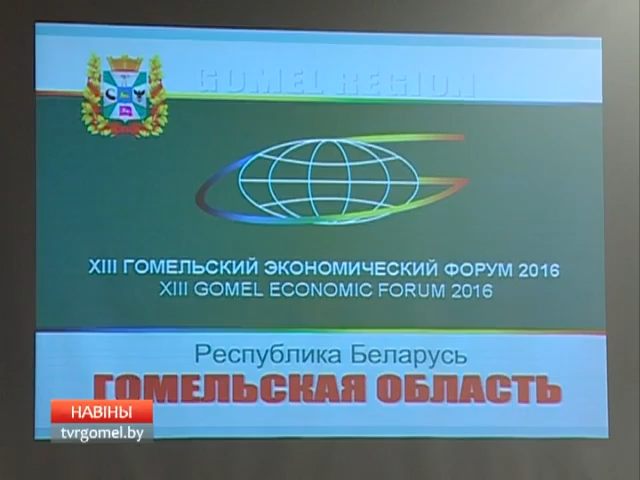 GOMEL REGION
XIII ГОМЕЛЬСКИЙ ЭКОНОМИЧЕСКИЙ ФОРУМ 2016
XIII GOMEL ECONOMIC FORUM 2016
Республика Беларусь
ГОМЕЛЬСКАЯ ОБЛАСТЬ
НАВІНЫ
tvrgomel.by